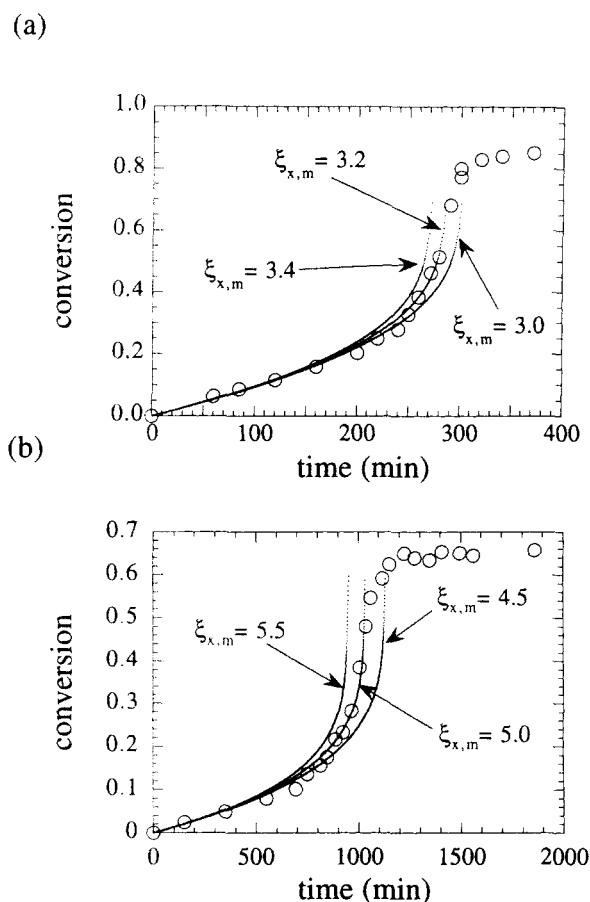 (a)
1.0
0.8
0.6
0.4
0.2
0.0
conversion
ξx,m= 3.2
ξx,m= 3.4
ξx,m= 3.0
0 100 200 300 400
time (min)
(b)
0.7
0.6
0.5
0.4
0.3
0.2
0.1
0
conversion
ξx,m= 5.5
ξx,m= 4.5
ξx,m= 5.0
0 500 1000 1500 2000
time (min)